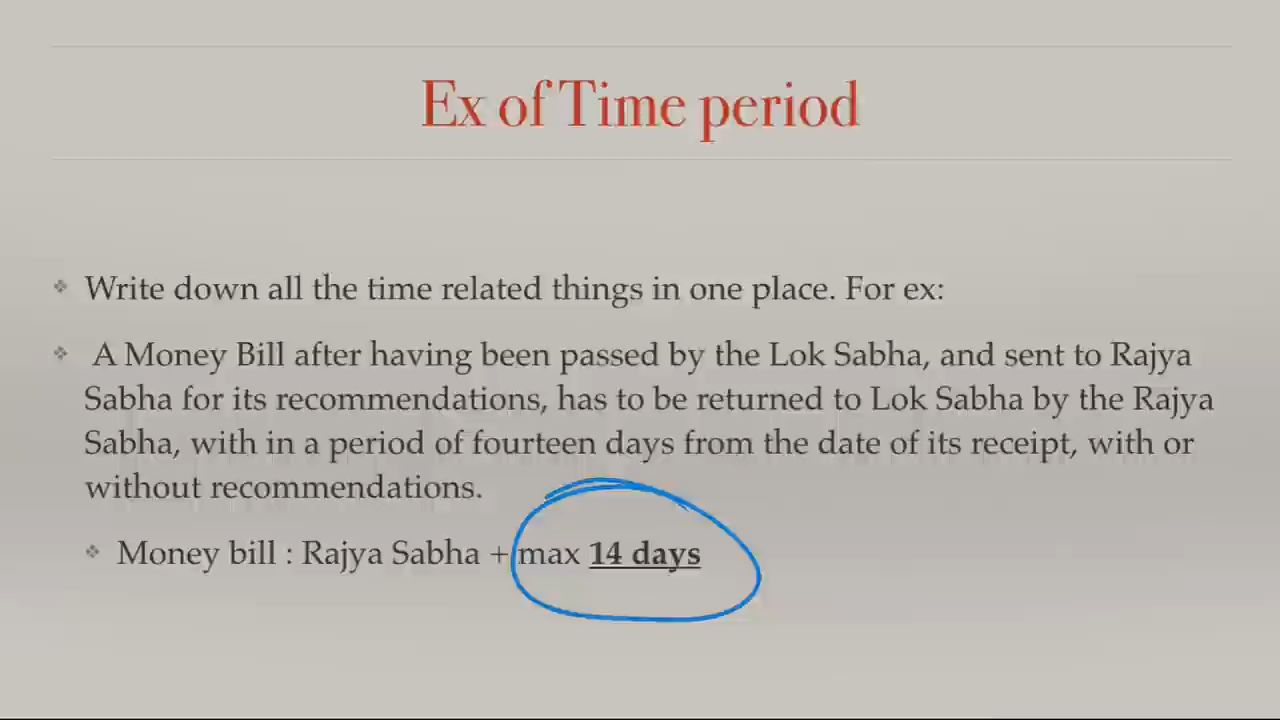 Ex of Time period
Write down all the time related things in one place. For ex:
A Money Bill after having been passed by the Lok Sabha, and sent to Rajya
Sabha for its recommendations, has to be returned to Lok Sabha by the Rajya
Sabha, with in a period of fourteen days from the date of its receipt, with or
without recommendations.
Money bill : Rajya Sabha + max 14 days